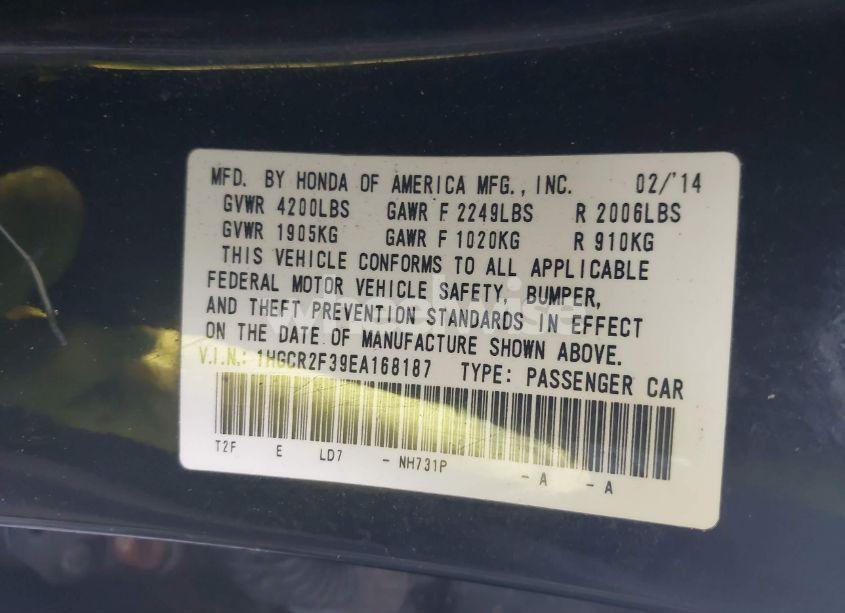 MFD. BY HONDA OF AMERICA MFG., INC. 02/'14
GVWR 4200LBS GAWR F 2249LBS R 2006LBS
GVWR 1905KG GAWR F 1020KG R 910KG
THIS VEHICLE CONFORMS TO ALL APPLICABLE
FEDERAL MOTOR VEHICLE SAFETY, BUMPER,
AND THEFT PREVENTION STANDARDS IN EFFECT
ON THE DATE OF MANUFACTURE SHOWN ABOVE.
V.I.N.: 1HGCR2F39EA168187 TYPE: PASSENGER CAR
T2F E LD7 - NH731P - A - A